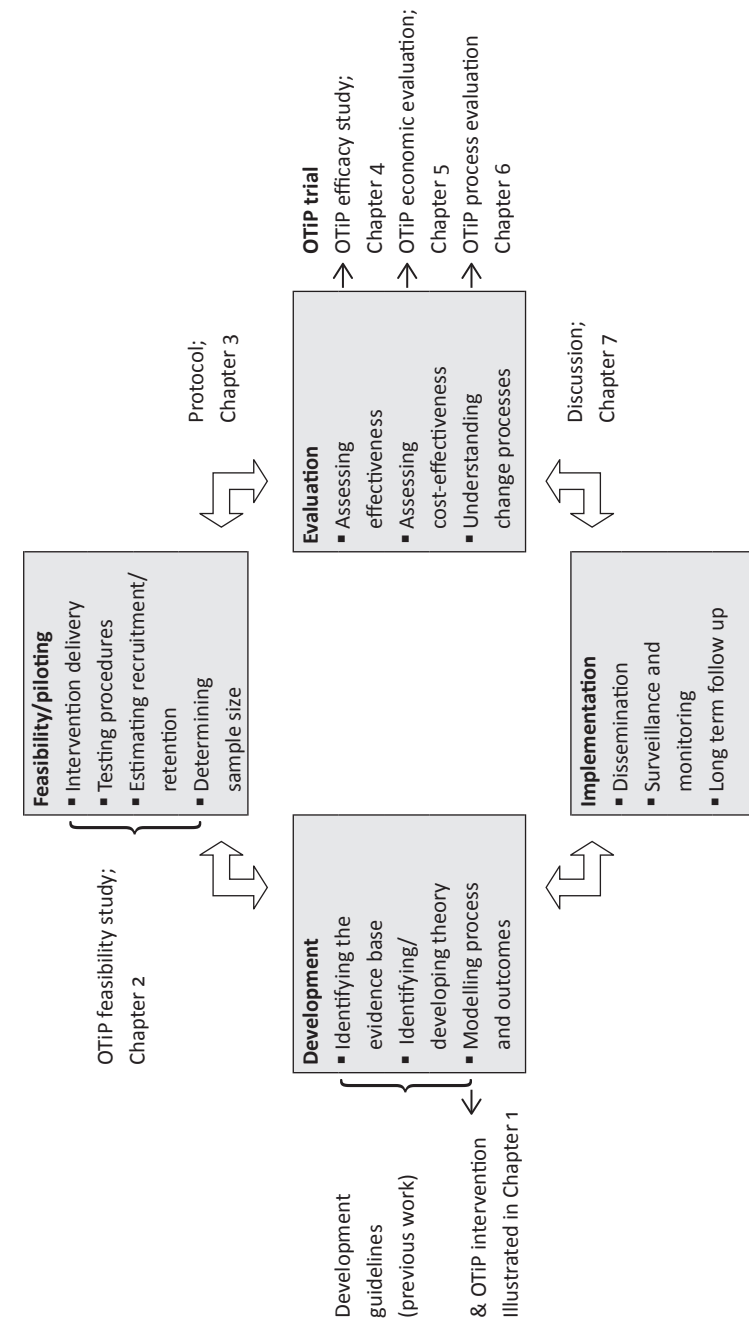 OTiP feasibility study;
Chapter 2
Feasibility/piloting
▪ Intervention delivery
▪ Testing procedures
▪ Estimating recruitment/
retention
▪ Determining
sample size
Protocol;
Chapter 3
Development
guidelines
(previous work)
& OTiP intervention
Illustrated in Chapter 1
Development
▪ Identifying the
evidence base
▪ Identifying/
developing theory
▪ Modelling process
and outcomes
Evaluation
▪ Assessing
effectiveness
▪ Assessing
cost-effectiveness
▪ Understanding
change processes
OTiP trial
OTiP efficacy study;
Chapter 4
OTiP economic evaluation;
Chapter 5
OTiP process evaluation
Chapter 6
Implementation
▪ Dissemination
▪ Surveillance and
monitoring
▪ Long term follow up
Discussion;
Chapter 7